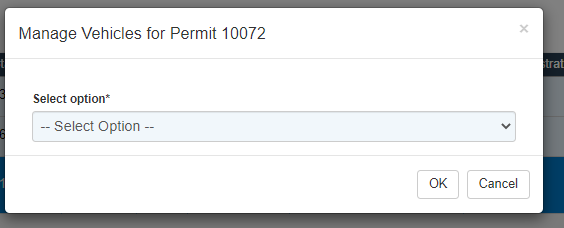 Manage Vehicles for Permit 10072
×
Select option*
-- Select Option --
OK
Cancel